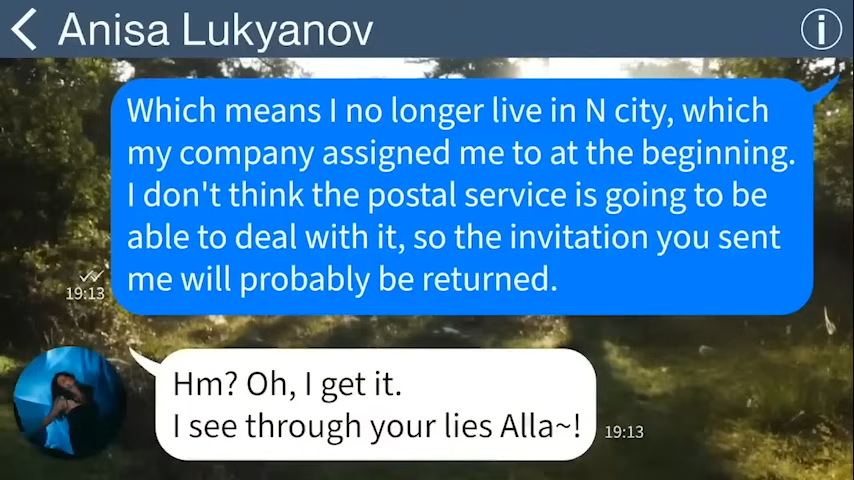 Anisa Lukyanov
Which means I no longer live in N city, which
my company assigned me to at the beginning.
I don't think the postal service is going to be
able to deal with it, so the invitation you sent
me will probably be returned.
19:13
Hm? Oh, I get it.
I see through your lies Alla~!
19:13